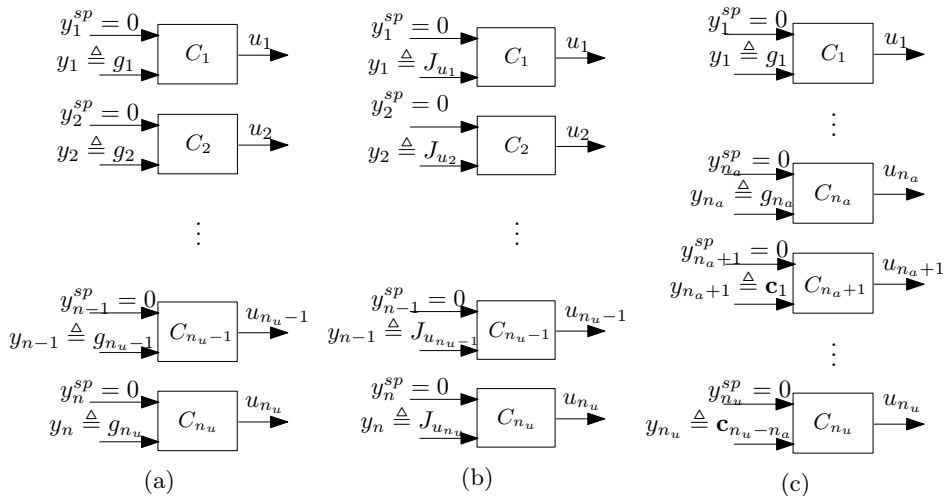 y_1^{sp} = 0
y_1 ≜ g_1
C_1
u_1
y_2^{sp} = 0
y_2 ≜ g_2
C_2
u_2
⋮
y_{n-1}^{sp} = 0
y_{n-1} ≜ g_{n_u-1}
C_{n_u-1}
u_{n_u-1}
y_n^{sp} = 0
y_n ≜ g_{n_u}
C_{n_u}
u_{n_u}
(a)
y_1^{sp} = 0
y_1 ≜ J_{u_1}
C_1
u_1
y_2^{sp} = 0
y_2 ≜ J_{u_2}
C_2
u_2
⋮
y_{n-1}^{sp} = 0
y_{n-1} ≜ J_{u_{n_u-1}}
C_{n_u-1}
u_{n_u-1}
y_n^{sp} = 0
y_n ≜ J_{u_{n_u}}
C_{n_u}
u_{n_u}
(b)
y_1^{sp} = 0
y_1 ≜ g_1
C_1
u_1
⋮
y_{n_a}^{sp} = 0
y_{n_a} ≜ g_{n_a}
C_{n_a}
u_{n_a}
y_{n_a+1}^{sp} = 0
y_{n_a+1} ≜ c_1
C_{n_a+1}
u_{n_a+1}
⋮
y_{n_u}^{sp} = 0
y_{n_u} ≜ c_{n_u-n_a}
C_{n_u}
u_{n_u}
(c)